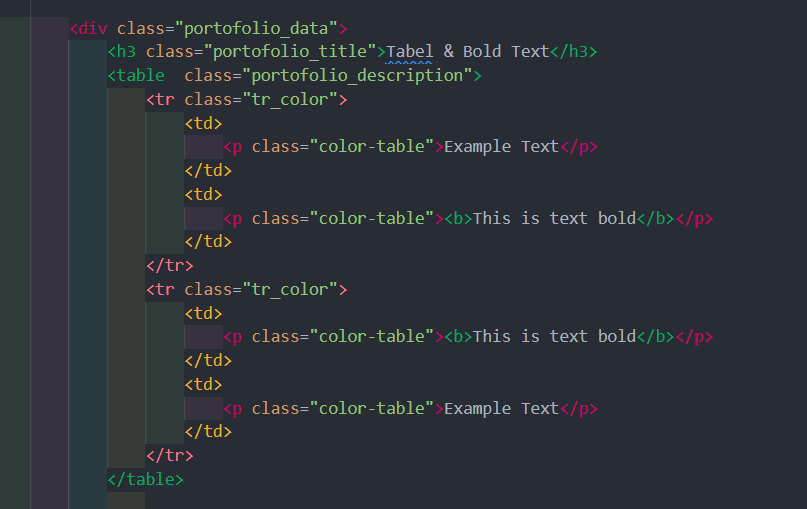 <div class="portofolio_data">
<h3 class="portofolio_title">Tabel & Bold Text</h3>
<table  class="portofolio_description">
<tr class="tr_color">
<td>
<p class="color-table">Example Text</p>
</td>
<td>
<p class="color-table"><b>This is text bold</b></p>
</td>
</tr>
<tr class="tr_color">
<td>
<p class="color-table"><b>This is text bold</b></p>
</td>
<td>
<p class="color-table">Example Text</p>
</td>
</tr>
</table>